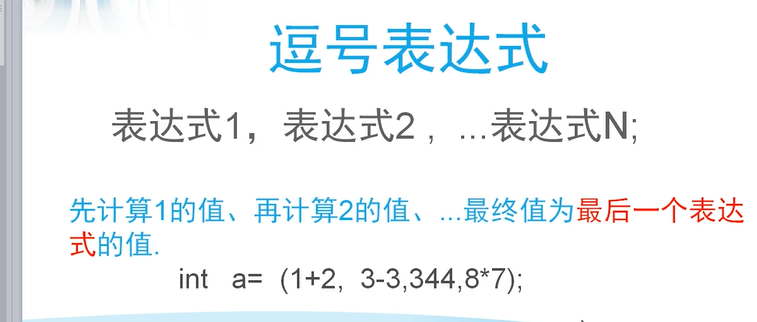 逗号表达式
表达式1，表达式2 ，...表达式N;
先计算1的值、再计算2的值、...最终值为最后一个表达
式的值.
int a= (1+2, 3-3,344,8*7);